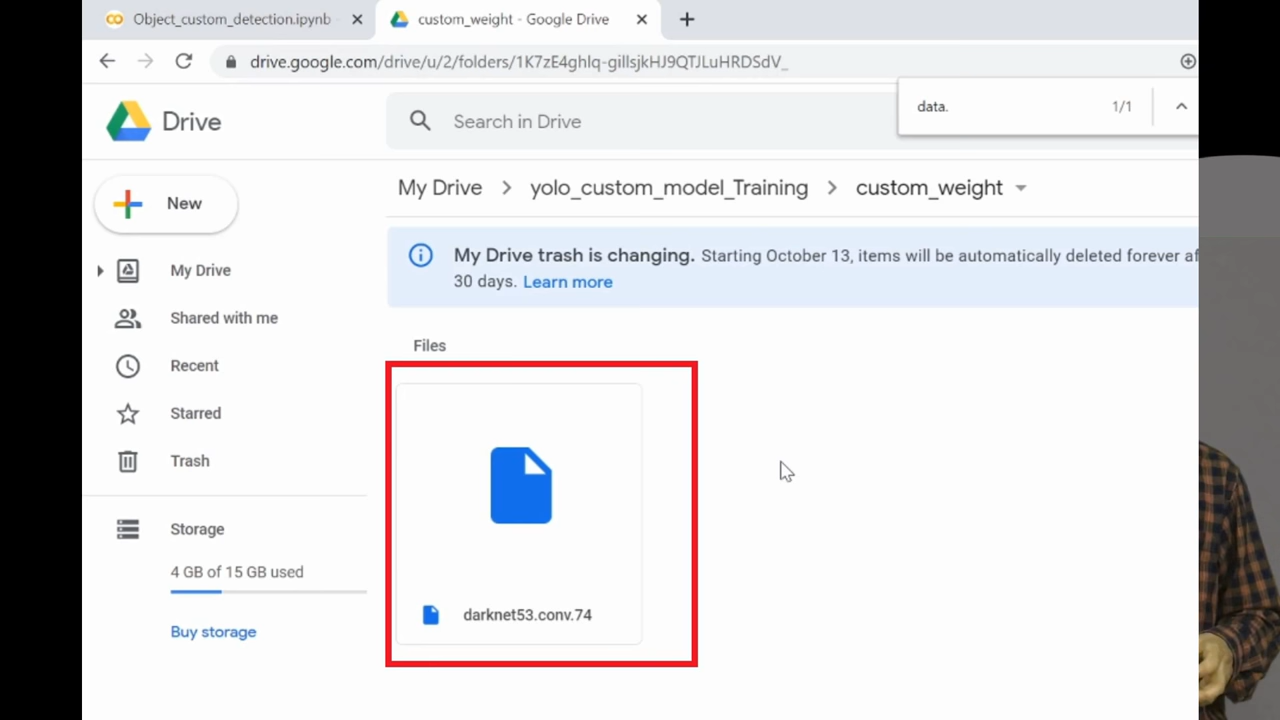 Object_custom_detection.ipynb
custom_weight - Google Drive
drive.google.com/drive/u/2/folders/1K7zE4ghlq-gillsjkHJ9QTJLuHRDSdV_
data. 1/1
Drive
Search in Drive
New
My Drive
Shared with me
Recent
Starred
Trash
Storage
4 GB of 15 GB used
Buy storage
My Drive > yolo_custom_model_Training > custom_weight
My Drive trash is changing. Starting October 13, items will be automatically deleted forever af
30 days. Learn more
Files
darknet53.conv.74